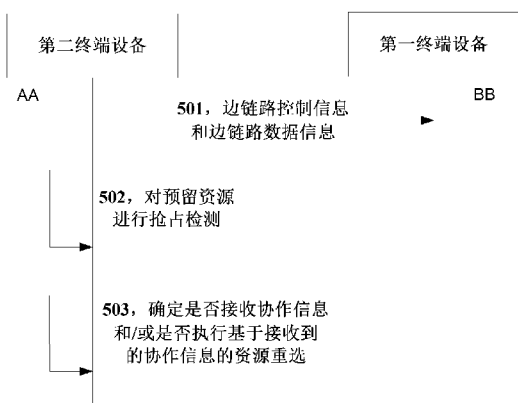 第二终端设备
第一终端设备
AA
BB
501，边链路控制信息
和边链路数据信息
502，对预留资源
进行抢占检测
503，确定是否接收协作信息
和/或是否执行基于接收到
的协作信息的资源重选